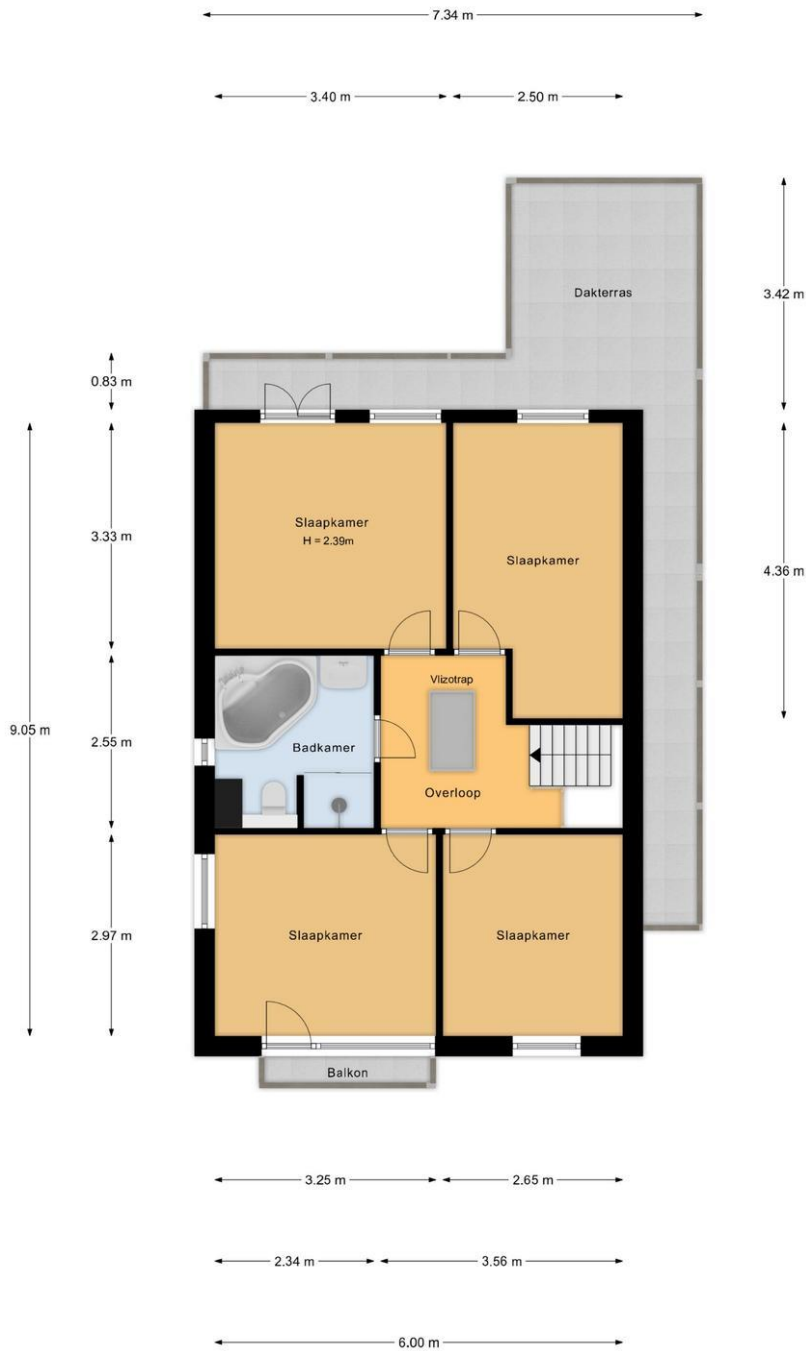 7.34 m
3.40 m
2.50 m
Dakterras
3.42 m
0.83 m
Slaapkamer
H = 2.39m
3.33 m
Slaapkamer
4.36 m
Vlizotrap
9.05 m
2.55 m
Badkamer
Overloop
2.97 m
Slaapkamer
Slaapkamer
Balkon
3.25 m
2.65 m
2.34 m
3.56 m
6.00 m